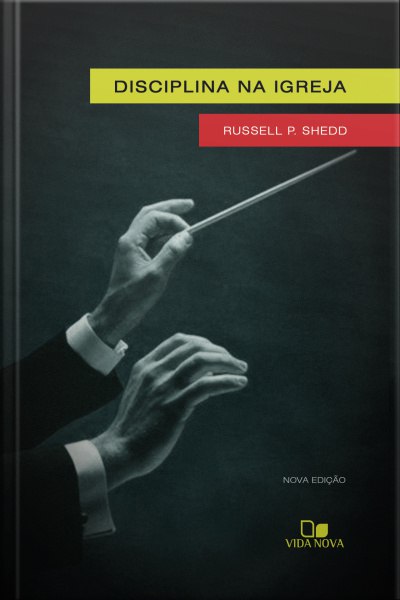 DISCIPLINA NA IGREJA
RUSSELL P. SHEDD
NOVA EDIÇÃO
VIDA NOVA